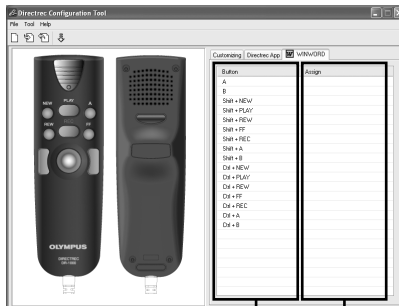 Directrec Configuration Tool
File Tool Help
Customizing Directrec App WINWORD
Button Assign
A
B
Shift + NEW
Shift + PLAY
Shift + REW
Shift + FF
Shift + REC
Shift + A
Shift + B
Ctrl + NEW
Ctrl + PLAY
Ctrl + REW
Ctrl + FF
Ctrl + REC
Ctrl + A
Ctrl + B
NEW PLAY A
REW FF
OLYMPUS
DIRECTREC